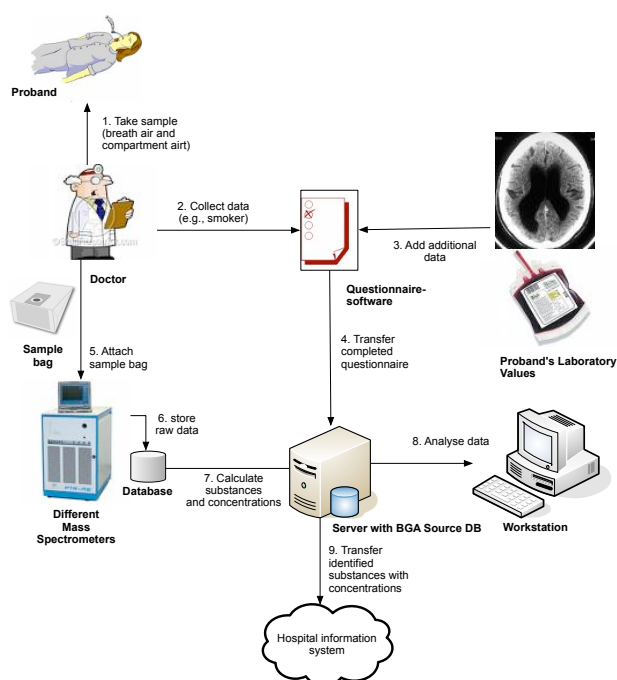 Proband
1. Take sample
(breath air and
compartment airt)
2. Collect data
(e.g., smoker)
3. Add additional
data
Doctor
Questionnaire-
software
Sample
bag
5. Attach
sample bag
4. Transfer
completed
questionnaire
Proband's Laboratory
Values
6. store
raw data
8. Analyse data
Database
7. Calculate
substances
and concentrations
Different
Mass
Spectrometers
Server with BGA Source DB
Workstation
9. Transfer
identified
substances with
concentrations
Hospital information
system